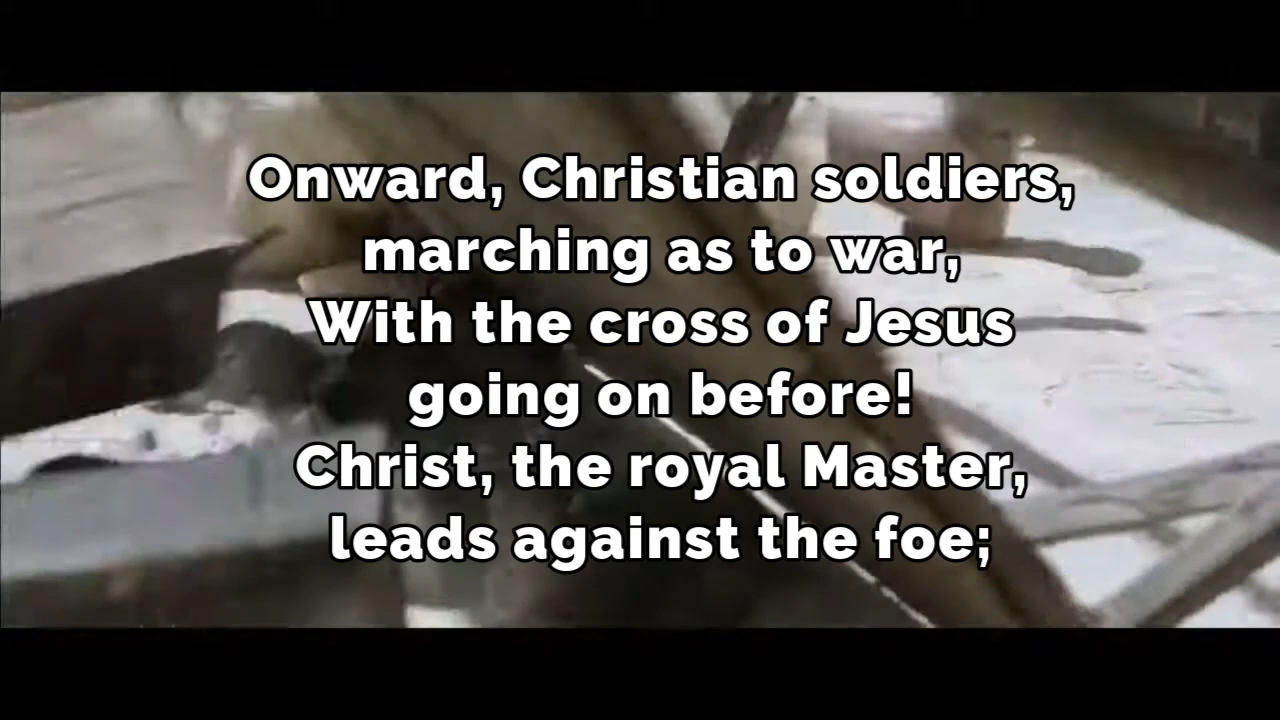 Onward, Christian soldiers,
marching as to war,
With the cross of Jesus
going on before!
Christ, the royal Master,
leads against the foe;